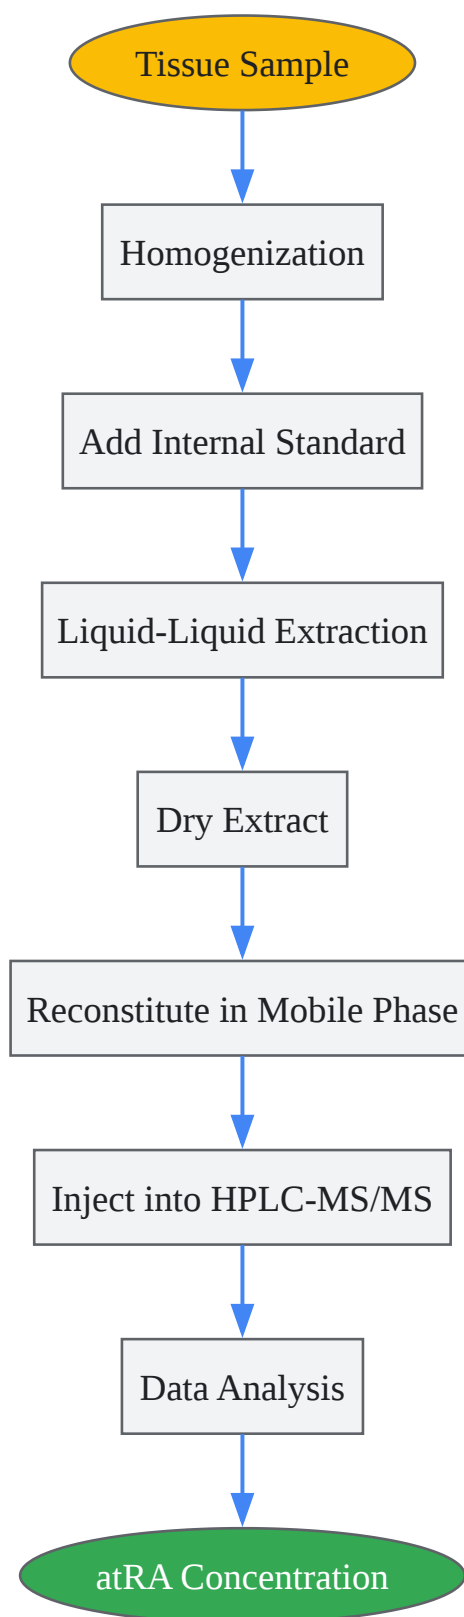 Tissue Sample
Homogenization
Add Internal Standard
Liquid-Liquid Extraction
Dry Extract
Reconstitute in Mobile Phase
Inject into HPLC-MS/MS
Data Analysis
atRA Concentration